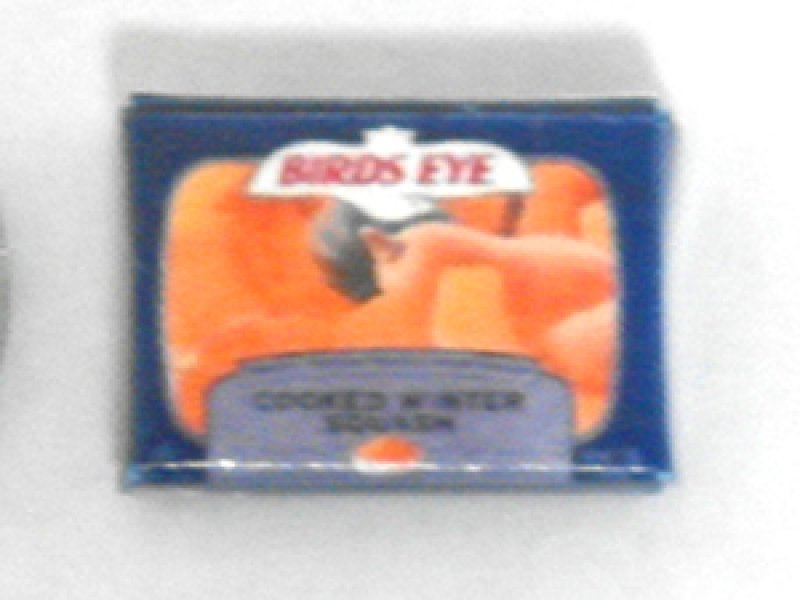 BIRDS EYE
COOKED WINTER
SQUASH